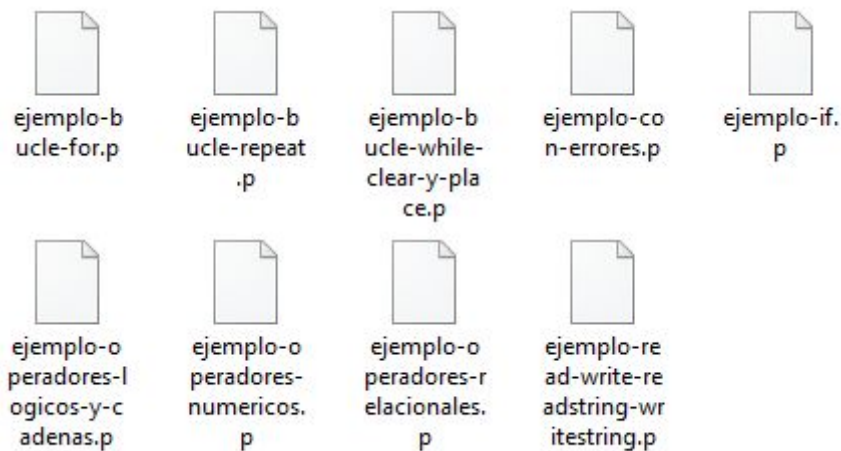 ejemplo-b
ucle-for.p
ejemplo-b
ucle-repeat
.p
ejemplo-b
ucle-while-
clear-y-pla
ce.p
ejemplo-co
n-errores.p
ejemplo-if.
p
ejemplo-o
peradores-l
ogicos-y-c
adenas.p
ejemplo-o
peradores-
numericos.
p
ejemplo-o
peradores-r
elacionales.
p
ejemplo-re
ad-write-re
adstring-wr
itestring.p